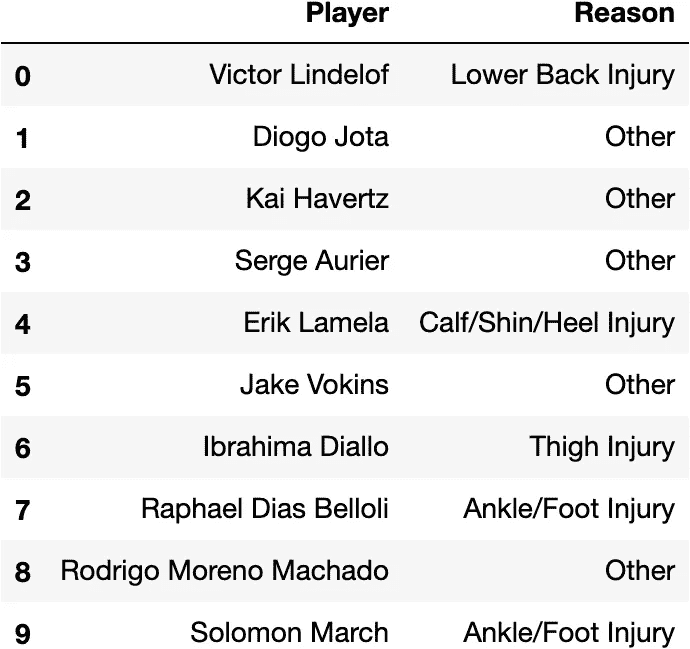 Player Reason
0 Victor Lindelof Lower Back Injury
1 Diogo Jota Other
2 Kai Havertz Other
3 Serge Aurier Other
4 Erik Lamela Calf/Shin/Heel Injury
5 Jake Vokins Other
6 Ibrahima Diallo Thigh Injury
7 Raphael Dias Belloli Ankle/Foot Injury
8 Rodrigo Moreno Machado Other
9 Solomon March Ankle/Foot Injury